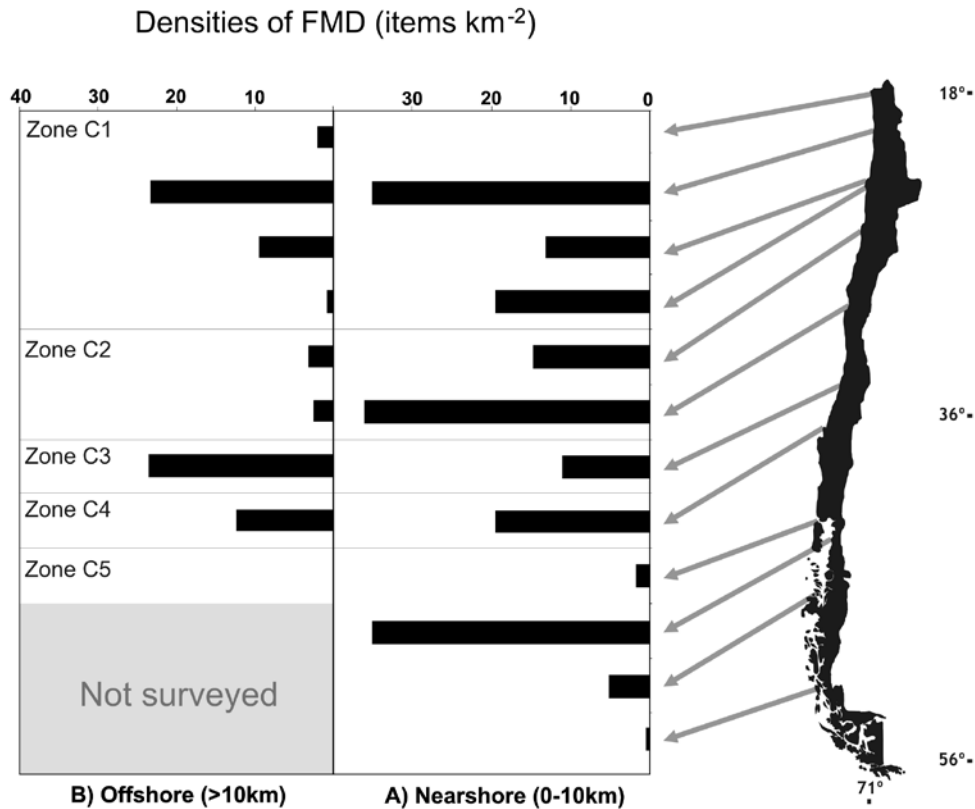 Densities of FMD (items km-2)
40 30 20 10 30 20 10 0
18°-
Zone C1
Zone C2
36°-
Zone C3
Zone C4
Zone C5
Not surveyed
56°-
71°
B) Offshore (>10km) A) Nearshore (0-10km)